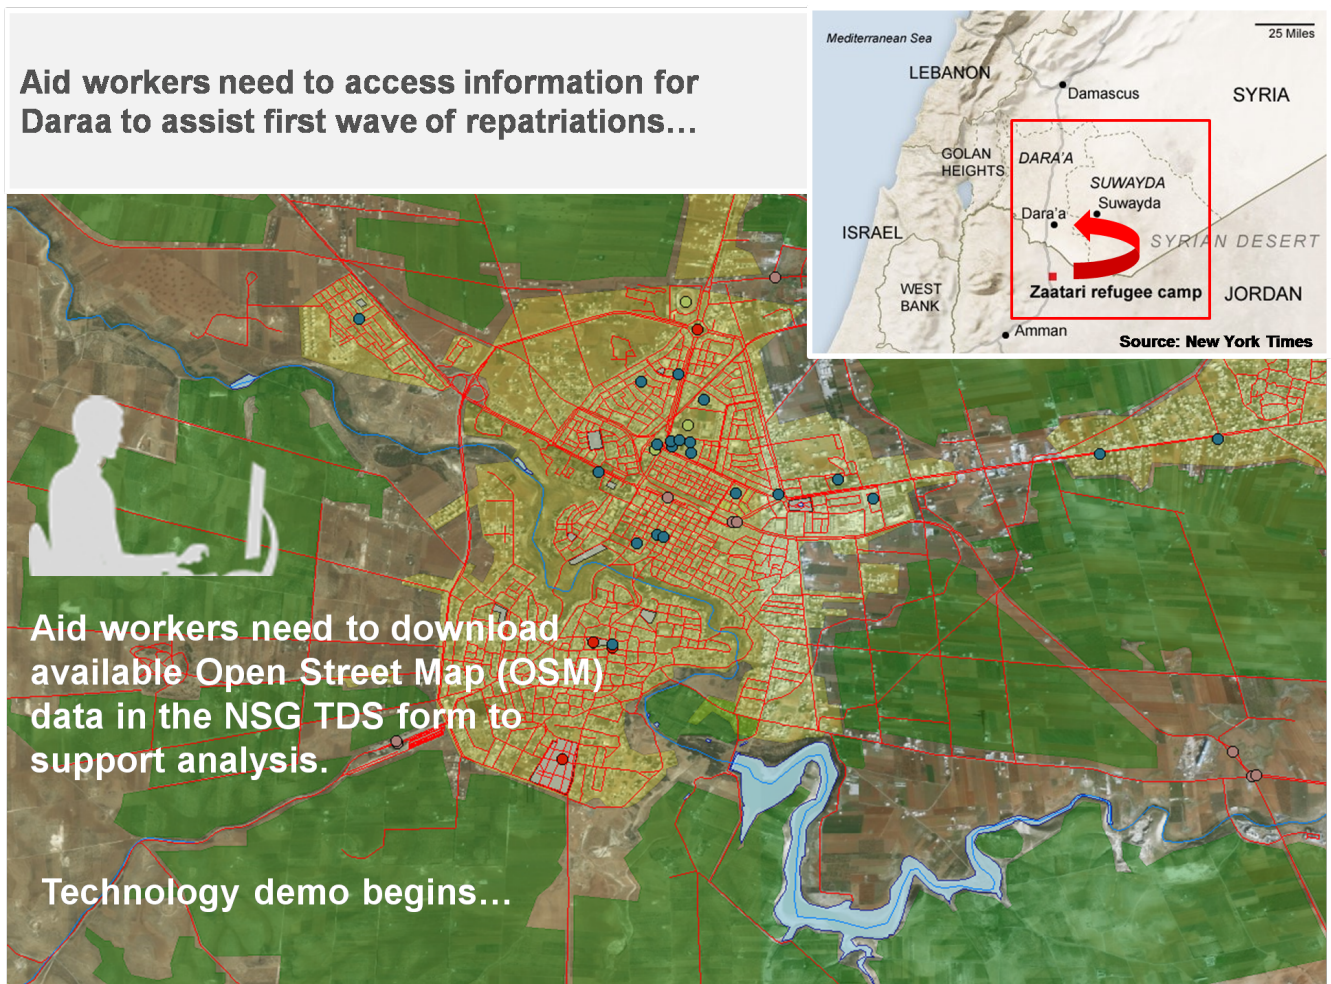 Aid workers need to access information for
Daraa to assist first wave of repatriations…
Mediterranean Sea
25 Miles
LEBANON
Damascus
SYRIA
GOLAN
HEIGHTS
DARA'A
SUWAYDA
Suwayda
Dara'a
ISRAEL
SYRIAN DESERT
WEST
BANK
Zaatari refugee camp
JORDAN
Amman
Source: New York Times
Aid workers need to download
available Open Street Map (OSM)
data in the NSG TDS form to
support analysis.
Technology demo begins…